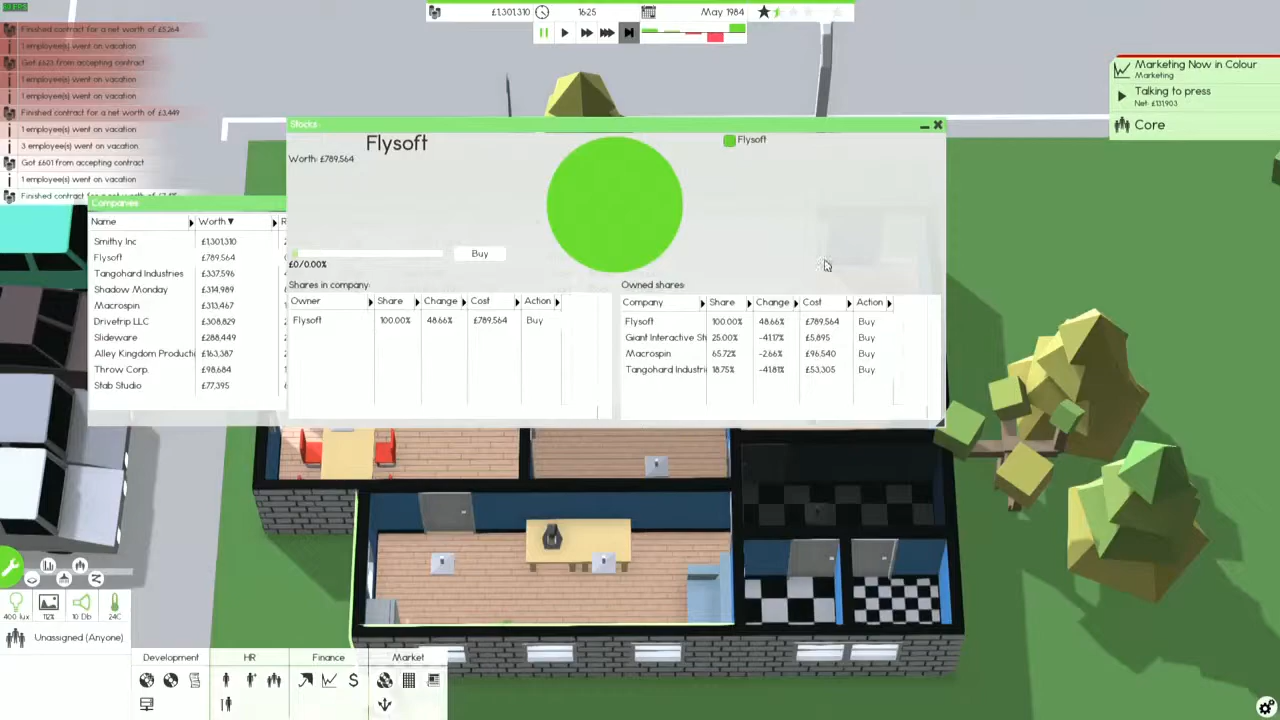 £1,301,310
1625
May 1984
Finished contract for a net worth of £5,264
1 employee(s) went on vacation
Got £623 from accepting contract
1 employee(s) went on vacation
1 employee(s) went on vacation
Finished contract for a net worth of £3,449
1 employee(s) went on vacation
3 employee(s) went on vacation
Got £601 from accepting contract
1 employee(s) went on vacation
Marketing Now in Colour
Marketing
Talking to press
Net: £131903
Core
Stocks
Flysoft
Worth: £789,564
Flysoft
£0/0.00%
Buy
Shares in company:
Owner Share Change Cost Action
Flysoft 100.00% 48.66% £789,564 Buy
Owned shares:
Company Share Change Cost Action
Flysoft 100.00% 48.66% £789,564 Buy
Giant Interactive Sh 25.00% -41.17% £5,895 Buy
Macrospin 65.72% -2.66% £96,540 Buy
Tangohard Industri 18.75% -41.81% £53,305 Buy
Companies
Name Worth▼ R
Smithy Inc £1,301,310
Flysoft £789,564
Tangohard Industries £337,596
Shadow Monday £314,989
Macrospin £313,467
Drivetrip LLC £308,829
Slideware £288,449
Alley Kingdom Producti £163,387
Throw Corp. £98,684
Stab Studio £77,395
400 lux 112% 10 Db 24C
Unassigned (Anyone)
Development HR Finance Market